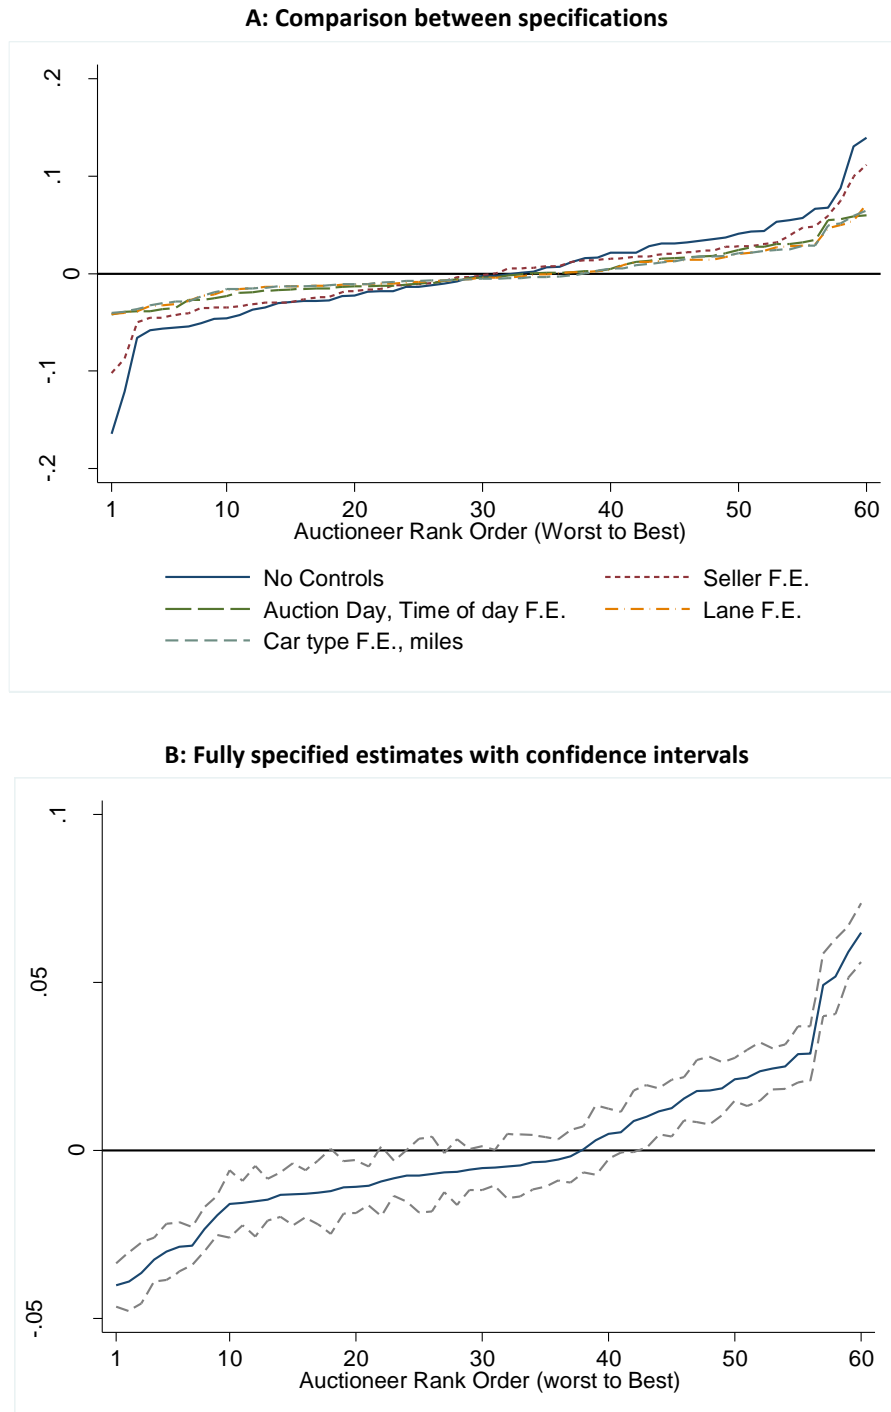 A: Comparison between specifications
.2
.1
0
-.1
-.2
1 10 20 30 40 50 60
Auctioneer Rank Order (Worst to Best)
No Controls Seller F.E.
Auction Day, Time of day F.E. Lane F.E.
Car type F.E., miles
B: Fully specified estimates with confidence intervals
.1
.05
0
-.05
1 10 20 30 40 50 60
Auctioneer Rank Order (worst to Best)